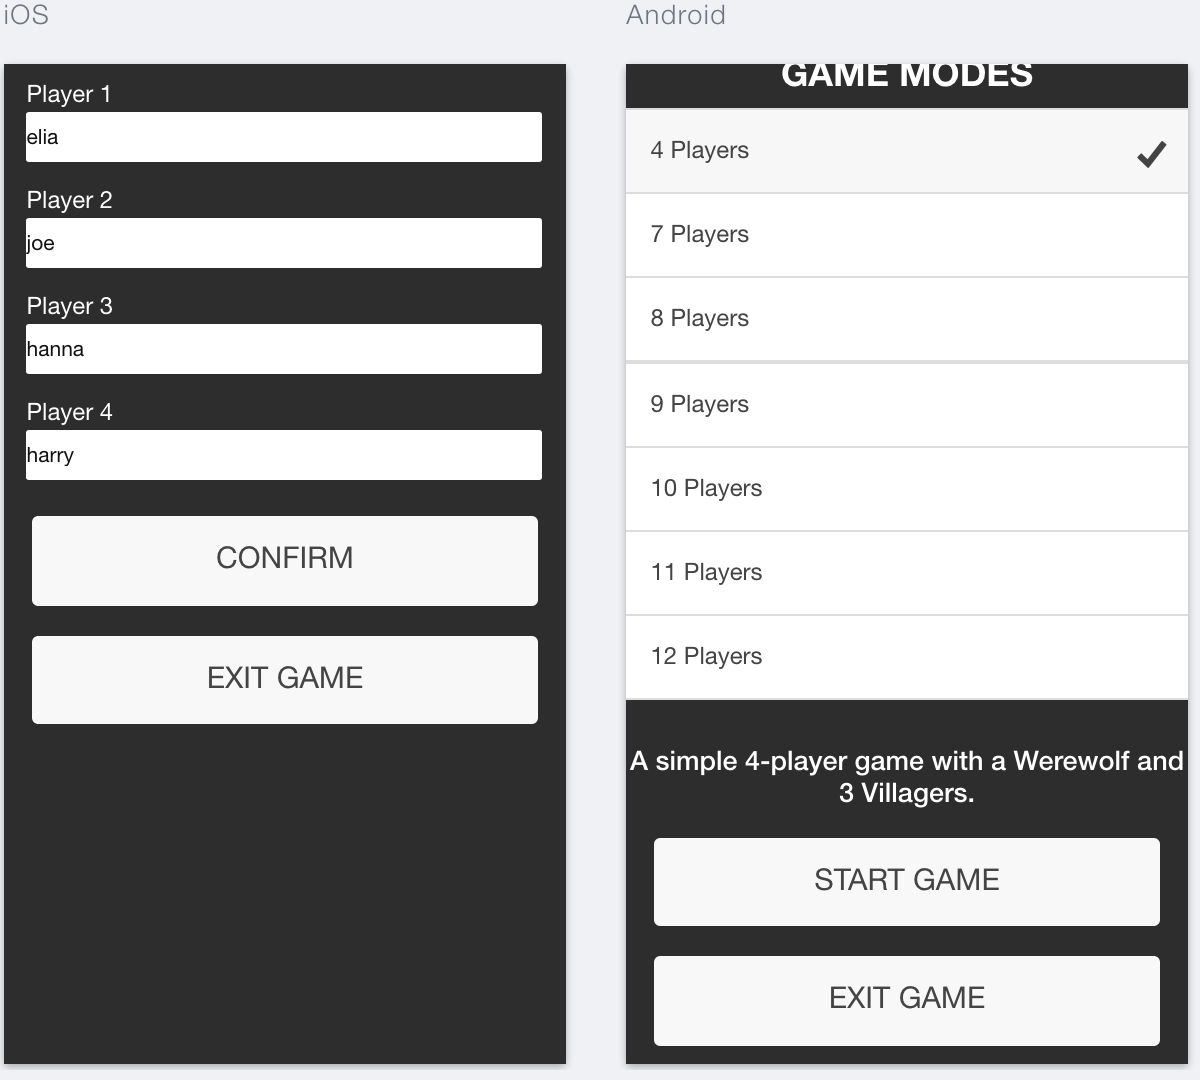 iOS
Player 1
elia
Player 2
joe
Player 3
hanna
Player 4
harry
CONFIRM
EXIT GAME
Android
GAME MODES
4 Players
7 Players
8 Players
9 Players
10 Players
11 Players
12 Players
A simple 4-player game with a Werewolf and
3 Villagers.
START GAME
EXIT GAME